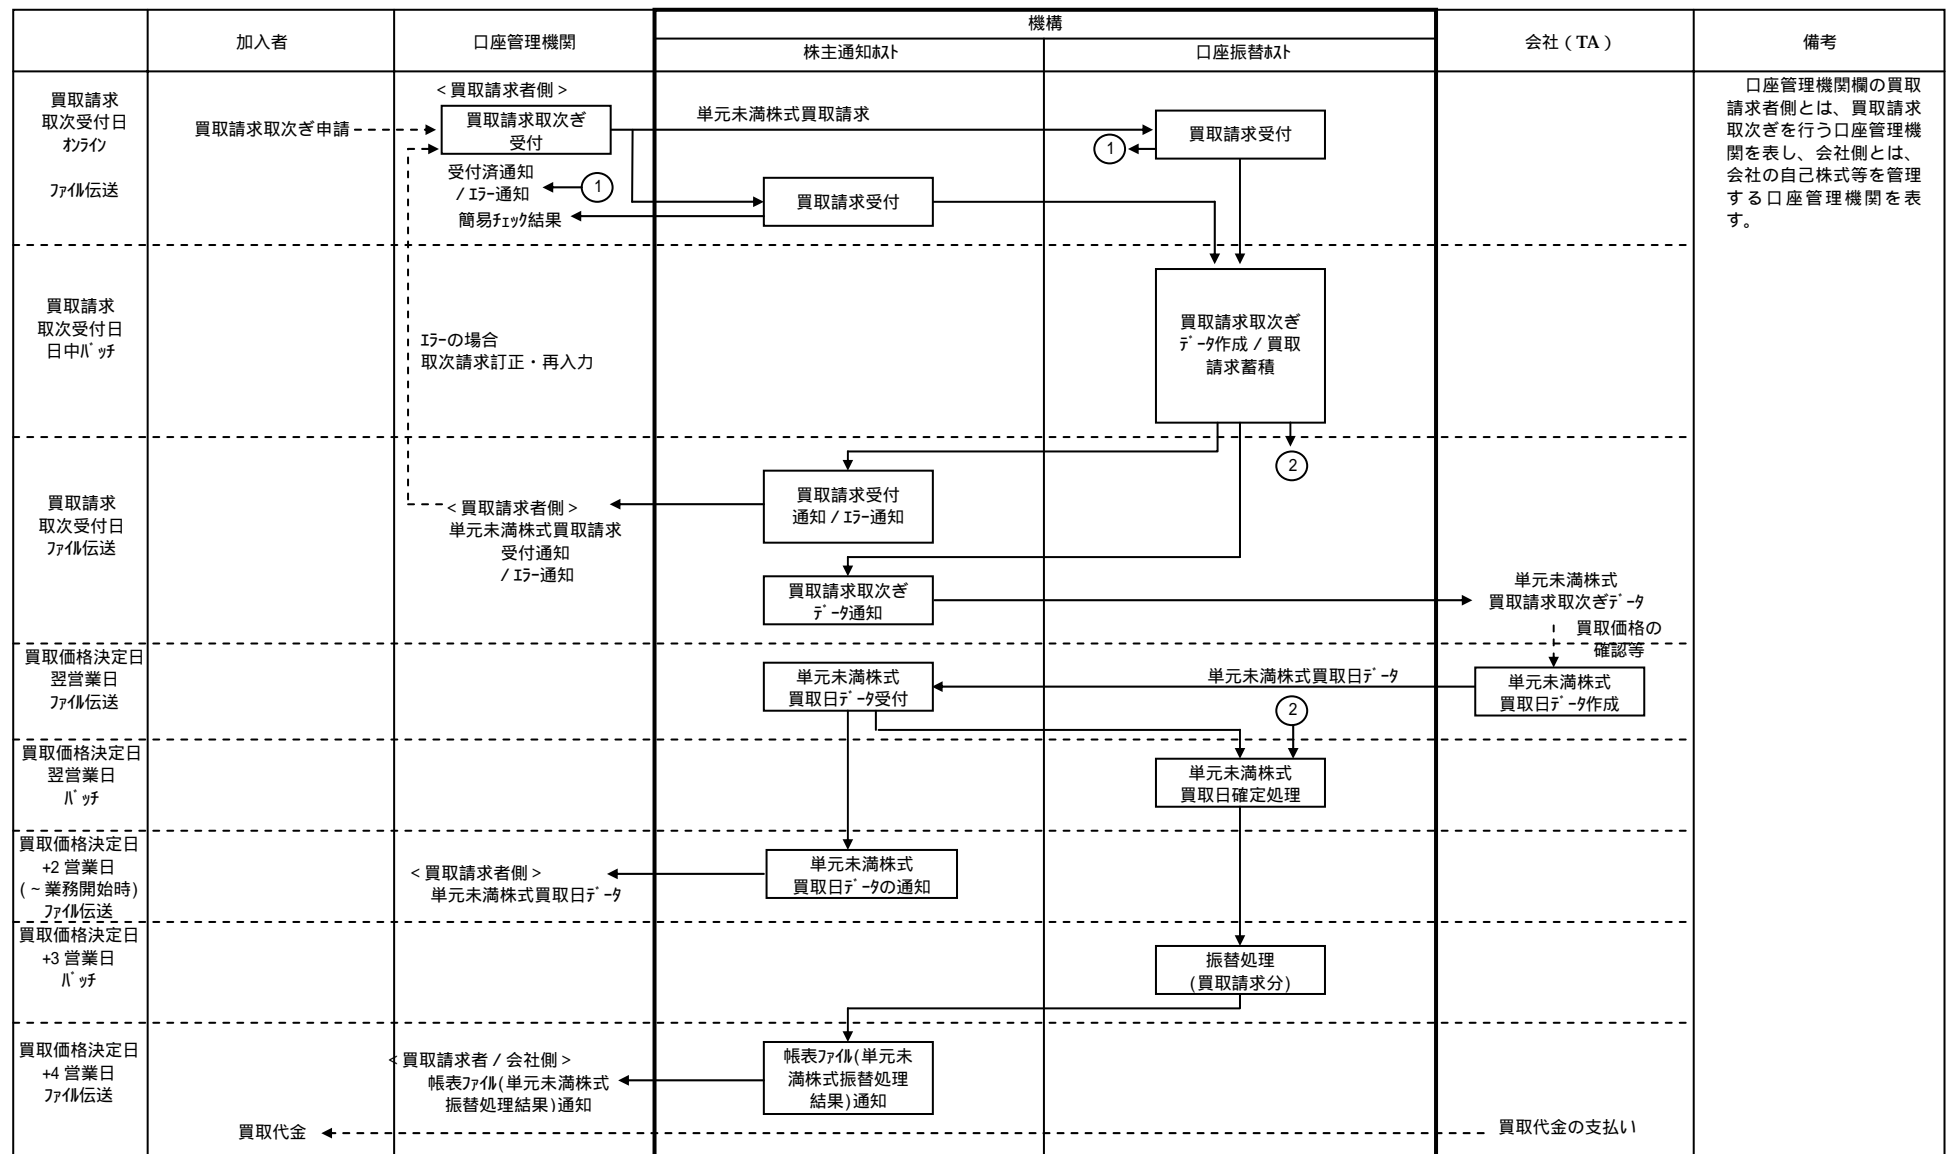 加入者
口座管理機関
機構
株主通知ﾎｽﾄ
口座振替ﾎｽﾄ
会社（TA）
備考
買取請求
取次受付日
ｵﾝﾗｲﾝ
ﾌｧｲﾙ伝送
買取請求取次ぎ申請
＜買取請求者側＞
買取請求取次ぎ
受付
受付済通知
/ ｴﾗｰ通知
1
簡易ﾁｪｯｸ結果
単元未満株式買取請求
買取請求受付
1
買取請求受付
口座管理機関欄の買取
請求者側とは、買取請求
取次ぎを行う口座管理機
関を表し、会社側とは、
会社の自己株式等を管理
する口座管理機関を表
す。
買取請求
取次受付日
日中ﾊﾞｯﾁ
ｴﾗｰの場合
取次請求訂正・再入力
買取請求取次ぎ
ﾃﾞｰﾀ作成 / 買取
請求蓄積
2
買取請求
取次受付日
ﾌｧｲﾙ伝送
＜買取請求者側＞
単元未満株式買取請求
受付通知
/ ｴﾗｰ通知
買取請求受付
通知 / ｴﾗｰ通知
買取請求取次ぎ
ﾃﾞｰﾀ通知
単元未満株式
買取請求取次ぎﾃﾞｰﾀ
買取価格の
確認等
買取価格決定日
翌営業日
ﾌｧｲﾙ伝送
単元未満株式
買取日ﾃﾞｰﾀ受付
単元未満株式買取日ﾃﾞｰﾀ
2
単元未満株式
買取日ﾃﾞｰﾀ作成
買取価格決定日
翌営業日
ﾊﾞｯﾁ
単元未満株式
買取日確定処理
買取価格決定日
+2 営業日
(～業務開始時)
ﾌｧｲﾙ伝送
＜買取請求者側＞
単元未満株式買取日ﾃﾞｰﾀ
単元未満株式
買取日ﾃﾞｰﾀの通知
買取価格決定日
+3 営業日
ﾊﾞｯﾁ
振替処理
(買取請求分)
買取価格決定日
+4 営業日
ﾌｧｲﾙ伝送
＜買取請求者 / 会社側＞
帳表ﾌｧｲﾙ(単元未満株式
振替処理結果)通知
帳表ﾌｧｲﾙ(単元未
満株式振替処理
結果)通知
買取代金
買取代金の支払い